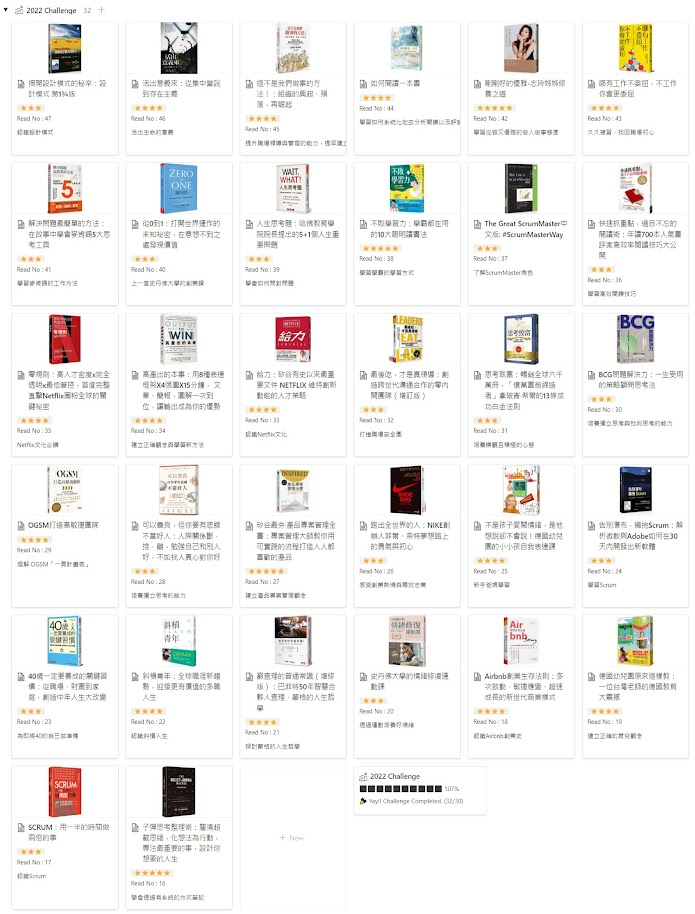 2022 Challenge 32 +
揭開設計模式的秘辛：設
計模式 第1¼版
Read No : 47
認識設計模式
活出意義來：從集中營說
到存在主義
Read No : 46
活出生命的意義
這不是我們做事的方
法！：組織的興起，殞
落，再崛起
Read No : 45
提升職場領導與管理的能力，提早建立
如何閱讀一本書
Read No : 44
學習如何系統化地去分析閱讀以及評論
剛剛好的優雅-志玲姊姊修
養之道
Read No : 42
學習從容又優雅的做人做事態度
哪有工作不委屈，不工作
你會更委屈
Read No : 43
久久複習，找回職場初心
解決問題最簡單的方法：
在故事中學會麥肯錫5大思
考工具
Read No : 41
學習麥肯錫的工作方法
從0到1：打開世界運作的
未知祕密，在意想不到之
處發現價值
Read No : 40
上一堂史丹佛大學的創業課
人生思考題：哈佛教育學
院院長提出的5+1個人生重
要問題
Read No : 39
學會如何問對問題
不敗學習力：學霸都在用
的10大聰明讀書法
Read No : 38
學習學霸的學習方式
The Great ScrumMaster中
文版: #ScrumMasterWay
Read No : 37
了解ScrumMaster角色
快速抓重點，過目不忘的
閱讀術：年讀700本人氣書
評家高效率閱讀技巧大公
開
Read No : 36
學習高效閱讀技巧
零規則：高人才密度x完全
透明x最低管控，首度完整
直擊Netflix圈粉全球的關
鍵祕密
Read No : 35
Netflix文化必讀
高產出的本事：用8種表達
框架X4張圖X15分鐘，文
章、簡報、圖解一次到
位，讓輸出成為你的優勢
Read No : 34
建立正確觀念與學習新方法
給力：矽谷有史以來最重
要文件 NETFLIX 維持創新
動能的人才策略
Read No : 33
認識Netflix文化
最後吃，才是真領導：創
造跨世代溝通合作的零內
鬨團隊（增訂版）
Read No : 32
打造職場安全圈
思考致富：暢銷全球六千
萬冊，「億萬富翁締造
者」拿破崙‧希爾的13條成
功白金法則
Read No : 31
培養樂觀且積極的心態
BCG問題解決力：一生受用
的策略顧問思考法
Read No : 30
培養獨立思考與批判思考的能力
OGSM打造高敏捷團隊
Read No : 29
理解 OGSM「一頁計畫表」
可以善良，但你要有底線
不當好人：人際關係斷．
捨．離，勉強自己和別人
好，不如找人真心對你好
Read No : 28
培養獨立思考的能力
矽谷最夯·產品專案管理全
書：專案管理大師教你用
可實踐的流程打造人人都
喜歡的產品
Read No : 27
建立產品專案管理觀念
跑出全世界的人：NIKE創
辦人菲爾．奈特夢想路上
的勇氣與初心
Read No : 26
感受創業熱情與尋找志業
不是孩子愛鬧情緒，是他
想說卻不會說！德國幼兒
園的小小孩自我表達課
Read No : 25
新手爸媽學習
告別瀑布，擁抱Scrum：解
析微軟與Adobe如何在30
天內開發出新軟體
Read No : 24
學習Scrum
40歲一定要養成的關鍵習
慣：從職場、財富到家
庭，創造中年人生大改變
Read No : 23
為即將40的自己做準備
斜槓青年：全球職涯新趨
勢，迎接更有價值的多職
人生
Read No : 22
認識斜槓人生
窮查理的普通常識（增修
版）：巴菲特50年智慧合
夥人查理．蒙格的人生哲
學
Read No : 21
探討蒙格的人生哲學
史丹佛大學的情緒修復運
動課
Read No : 20
透過運動培養好情緒
Airbnb創業生存法則：多
次啟動、敏捷應變、超速
成長的新世代商業模式
Read No : 18
認識Airbnb創業史
德國幼兒園原來這樣教：
一位台灣老師的德國教育
大震撼
Read No : 19
建立正確的育兒觀念
SCRUM：用一半的時間做
兩倍的事
Read No : 17
認識Scrum
子彈思考整理術：釐清超
載思緒，化想法為行動，
專注最重要的事，設計你
想要的人生
Read No : 16
學會透過有系統的方式筆記
+ New
2022 Challenge
107%
Yay!! Challenge Completed. (32/30)